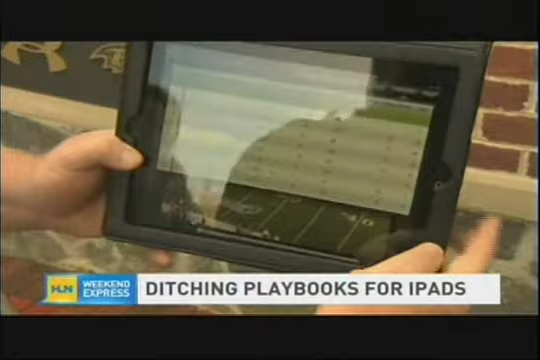 HLN
WEEKEND
EXPRESS
DITCHING PLAYBOOKS FOR IPADS